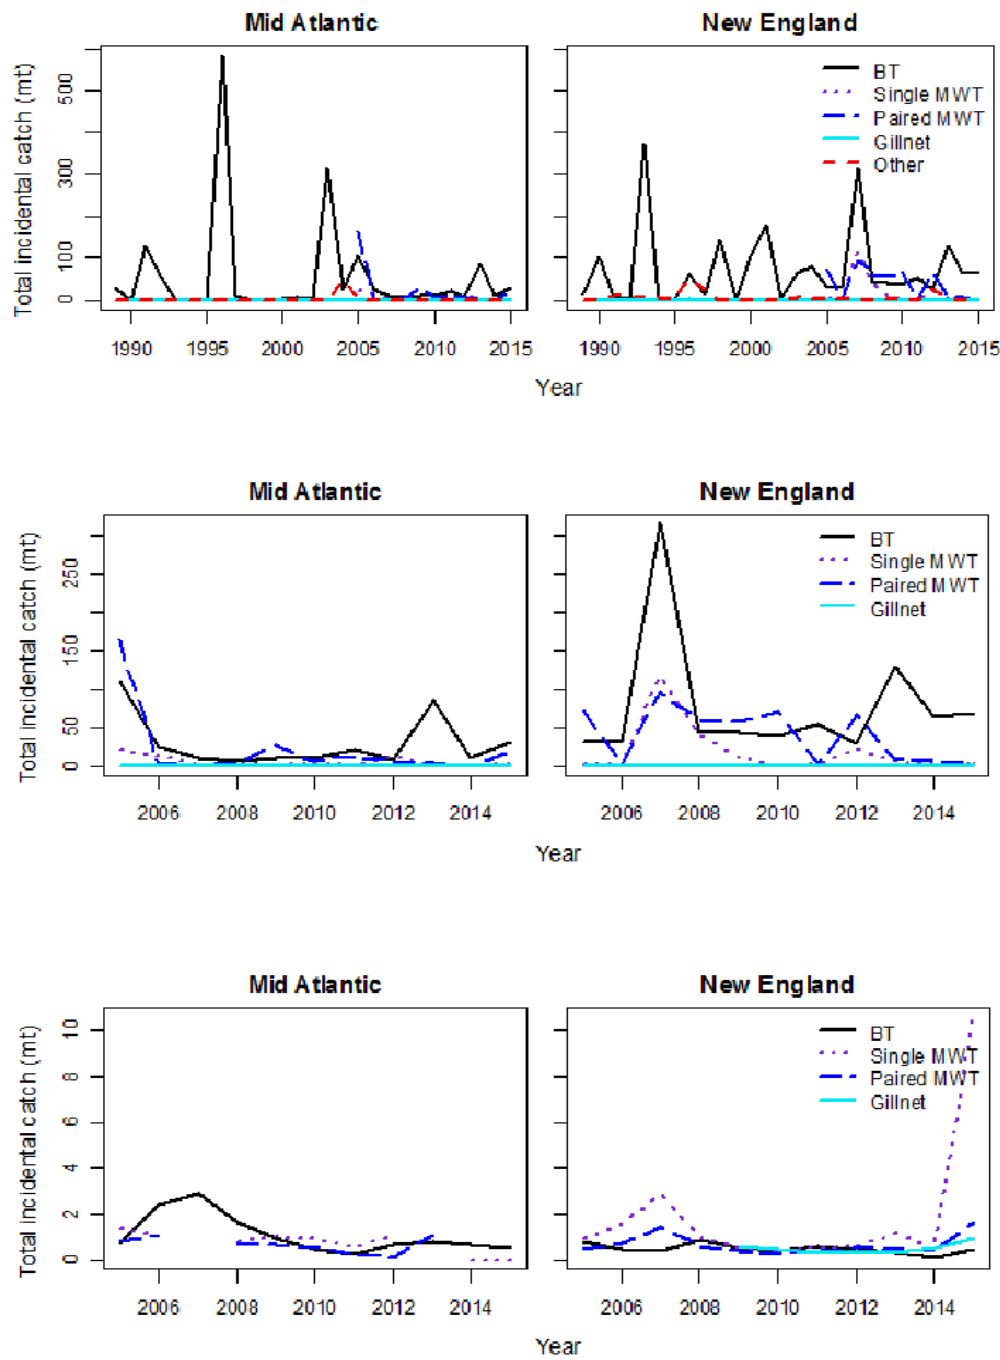 Mid Atlantic
New England
Total incidental catch (mt)
500
300
100
0
BT
Single MWT
Paired MWT
Gillnet
Other
1990 1995 2000 2005 2010 2015
1990 1995 2000 2005 2010 2015
Year
Mid Atlantic
New England
Total incidental catch (mt)
250
150
50
0
BT
Single MWT
Paired MWT
Gillnet
2006 2008 2010 2012 2014
2006 2008 2010 2012 2014
Year
Mid Atlantic
New England
Total incidental catch (mt)
10
8
6
4
2
0
BT
Single MWT
Paired MWT
Gillnet
2006 2008 2010 2012 2014
2006 2008 2010 2012 2014
Year